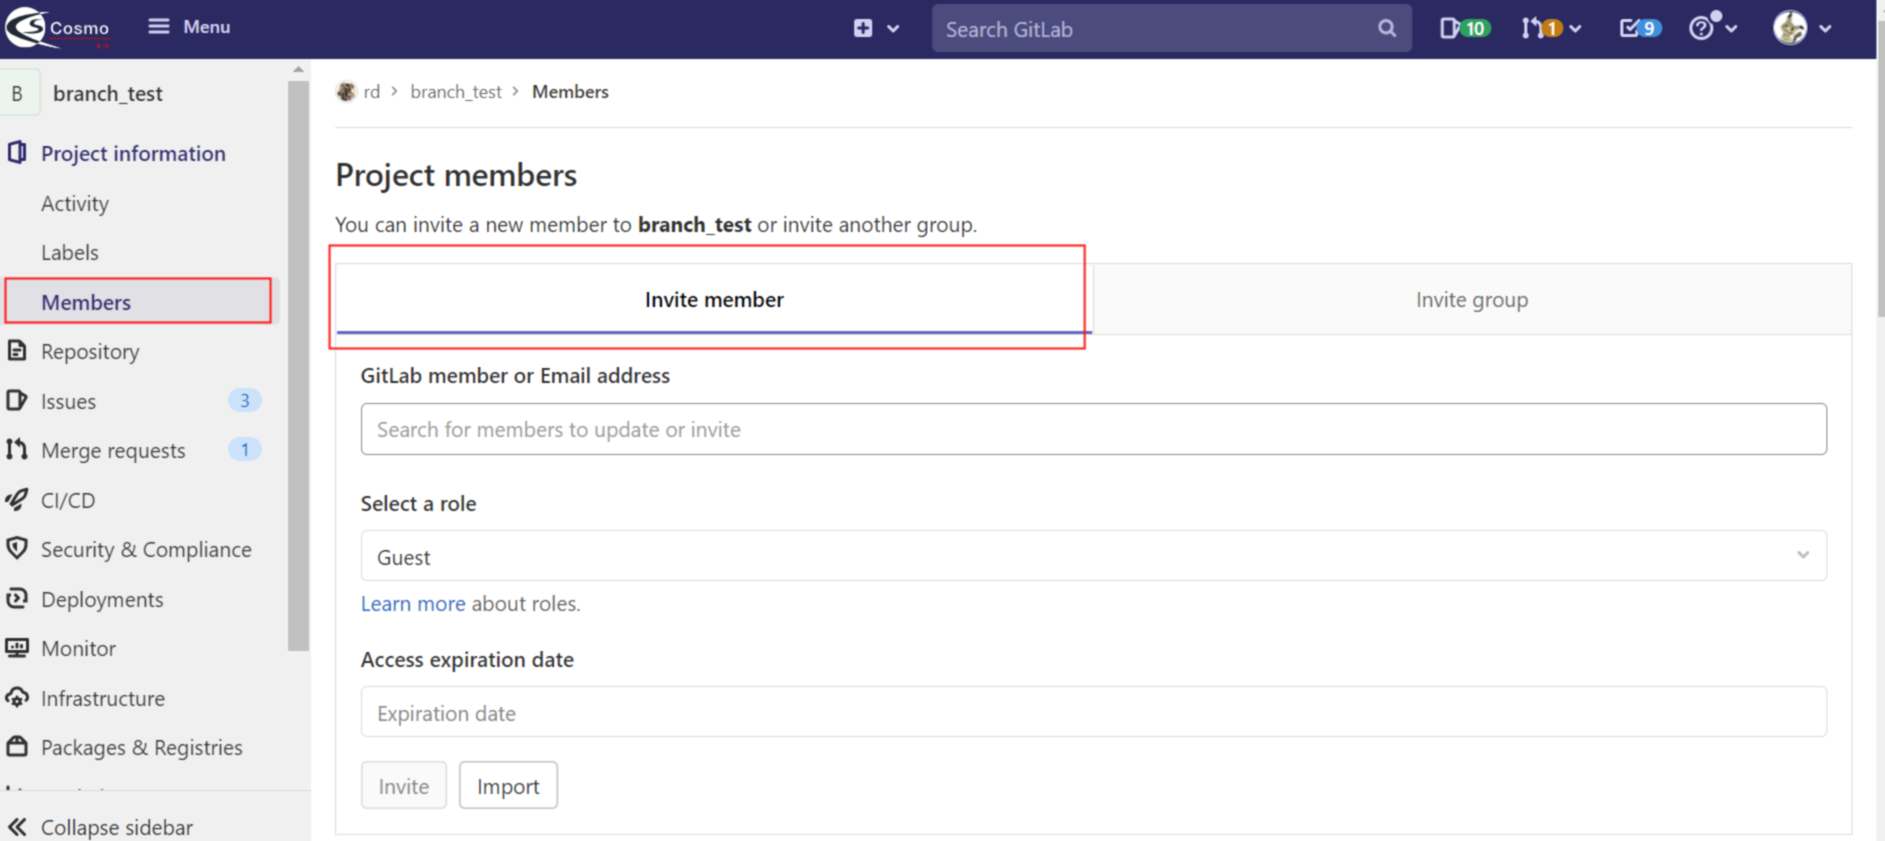 Cosmo
Menu
Search GitLab
10
1
9
B
branch_test
Project information
Activity
Labels
Members
Repository
Issues
3
Merge requests
1
CI/CD
Security & Compliance
Deployments
Monitor
Infrastructure
Packages & Registries
Collapse sidebar
rd > branch_test > Members
Project members
You can invite a new member to branch_test or invite another group.
Invite member
Invite group
GitLab member or Email address
Search for members to update or invite
Select a role
Guest
Learn more about roles.
Access expiration date
Expiration date
Invite
Import